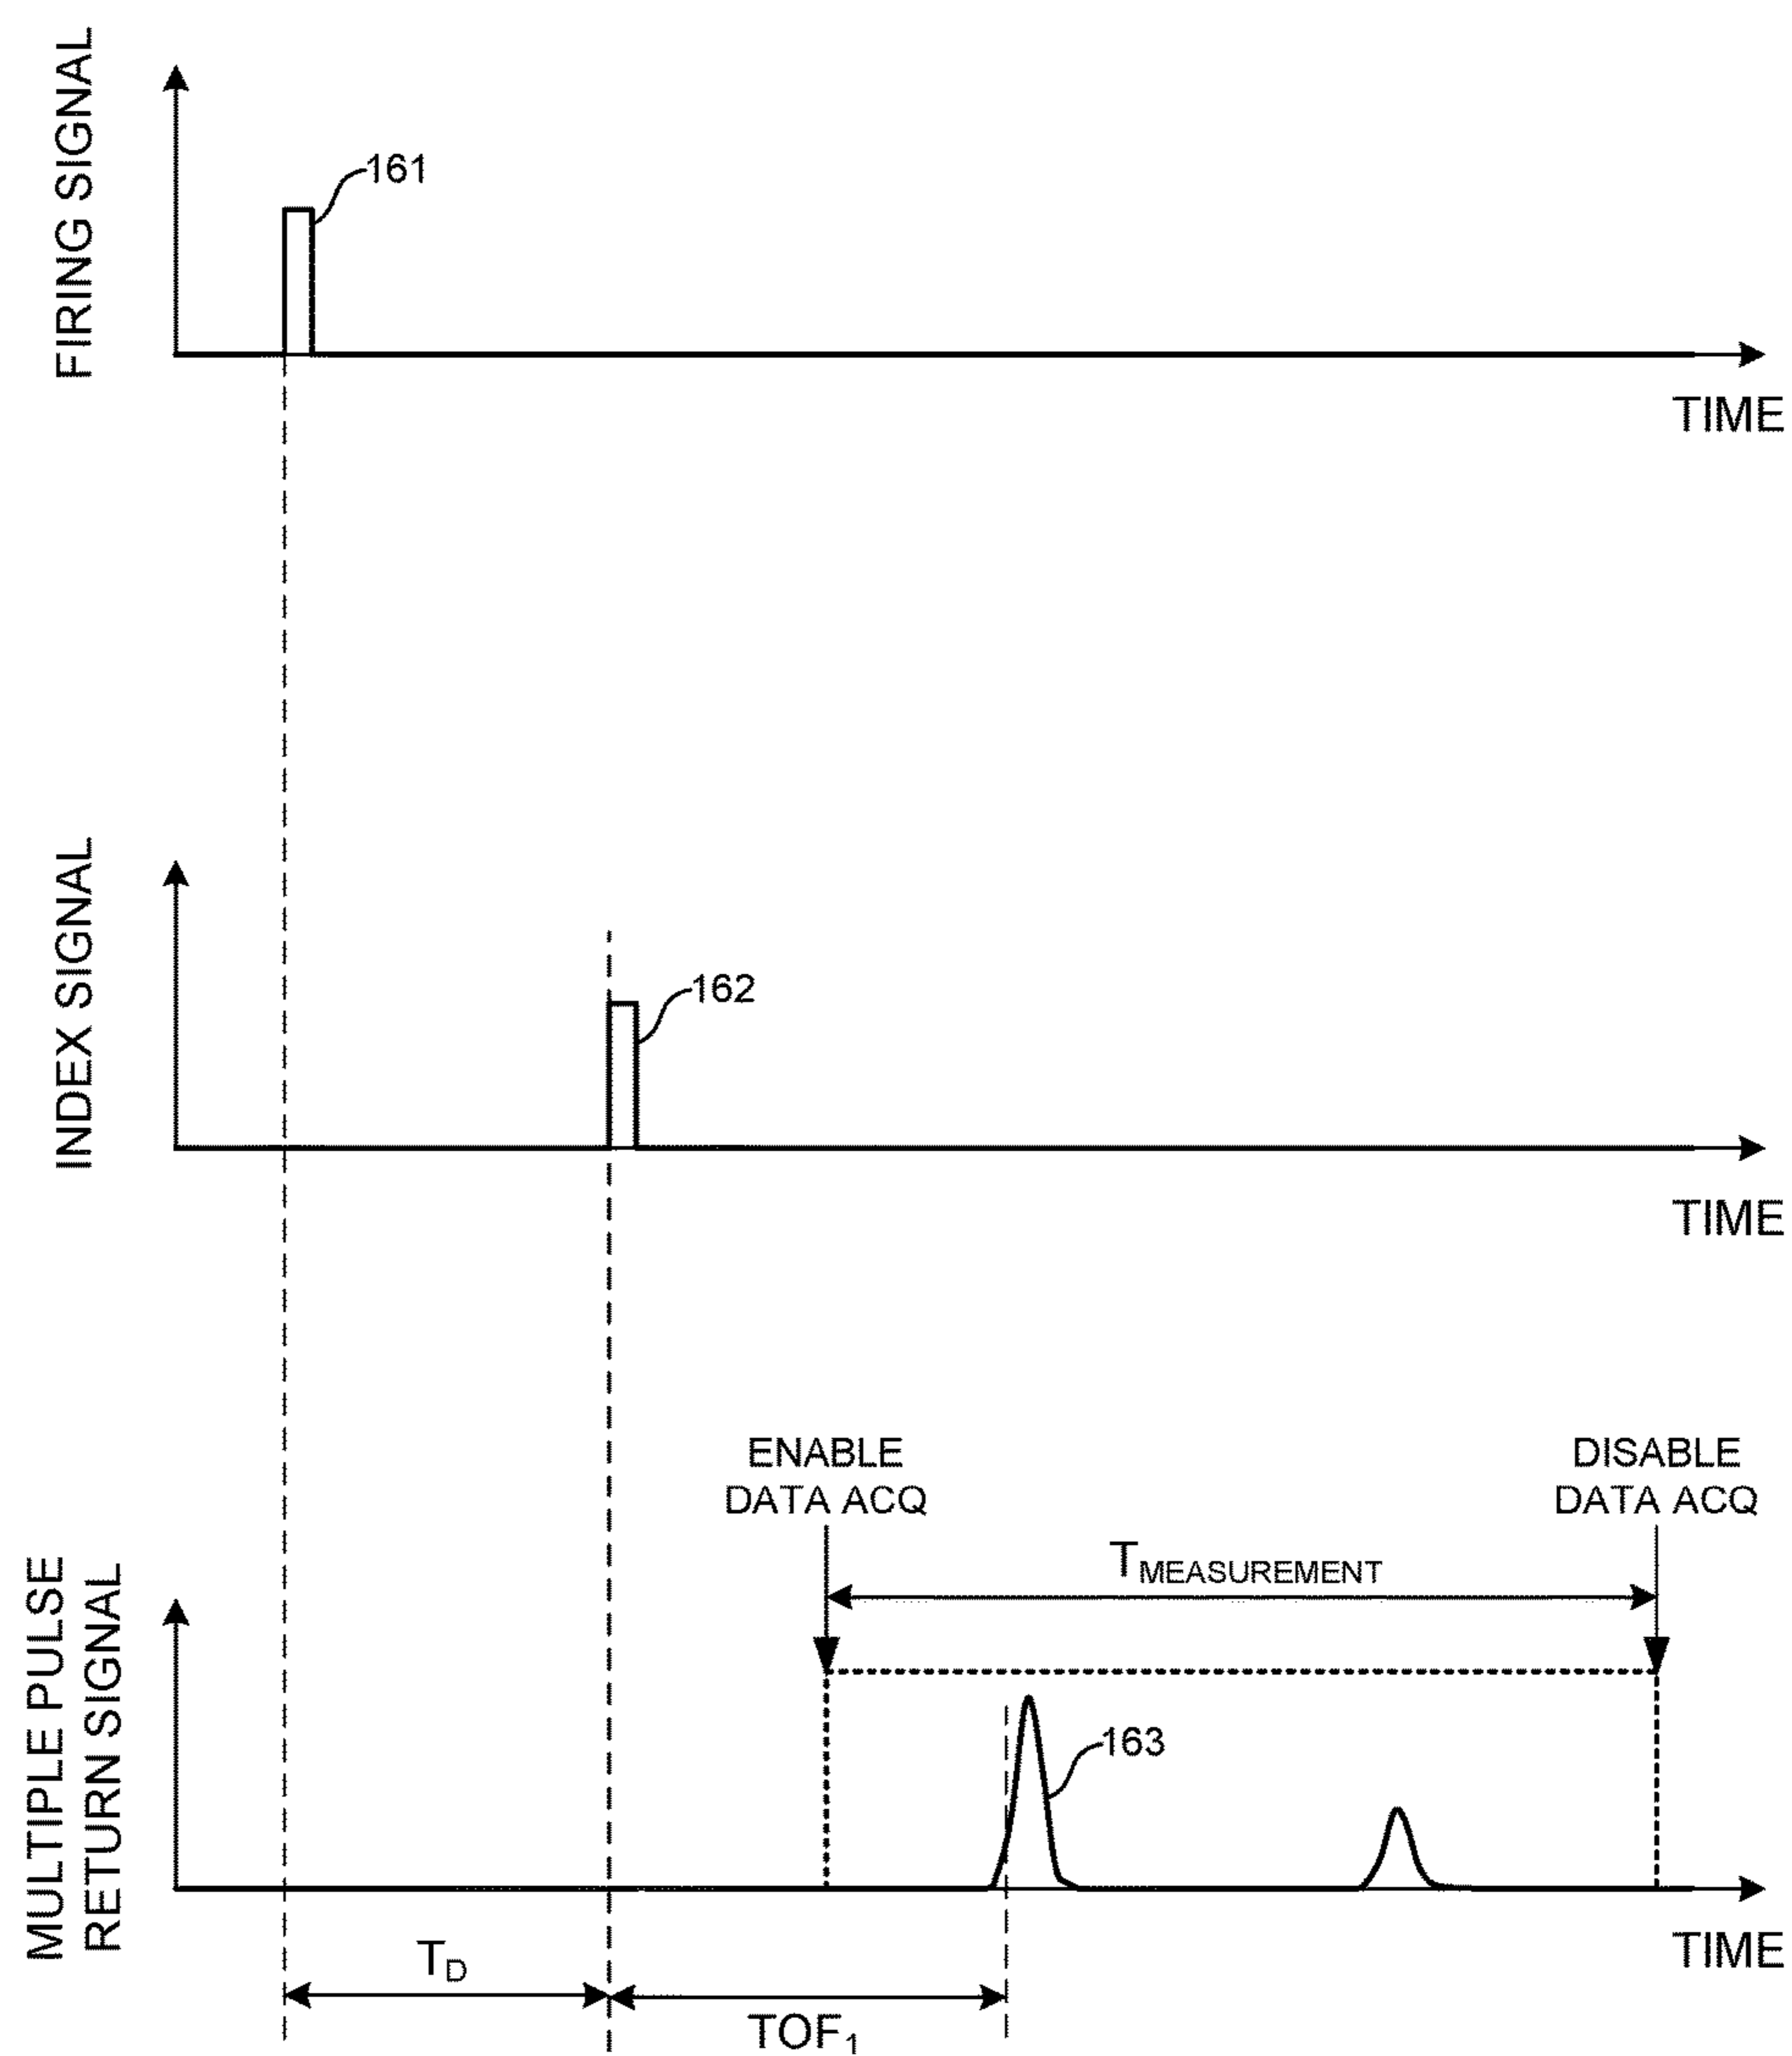 FIRING SIGNAL
161
TIME
INDEX SIGNAL
162
TIME
MULTIPLE PULSE
RETURN SIGNAL
ENABLE
DATA ACQ
DISABLE
DATA ACQ
TMEASUREMENT
163
TIME
TD
TOF1